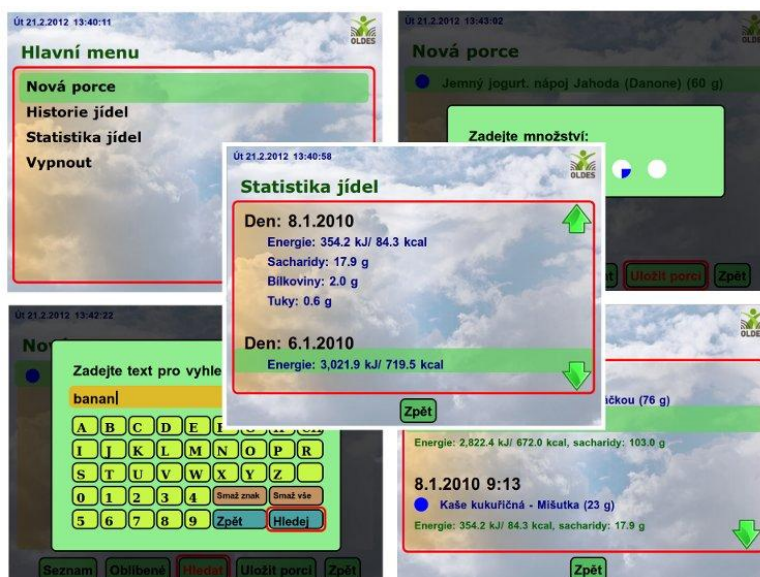 Út 21.2.2012 13:40:11
OLDES
Hlavní menu
Nová porce
Historie jídel
Statistika jídel
Vypnout
Út 21.2.2012 13:43:02
OLDES
Nová porce
Jemný jogurt. nápoj Jahoda (Danone) (60 g)
Zadejte množství:
Uložit porci Zpět
Út 21.2.2012 13:40:58
OLDES
Statistika jídel
Den: 8.1.2010
Energie: 354.2 kJ/ 84.3 kcal
Sacharidy: 17.9 g
Bílkoviny: 2.0 g
Tuky: 0.6 g
Den: 6.1.2010
Energie: 3,021.9 kJ/ 719.5 kcal
Zpět
Út 21.2.2012 13:42:22
Zadejte text pro vyhle
banan
A B C D E F
I J K L M N O P R
S T U V W X Y Z
0 1 2 3 4 Smaž znak Smaž vše
5 6 7 8 9 Zpět Hledej
Seznam Oblíbené Hledat Uložit porci Zpět
OLDES
(76 g)
Energie: 2,822.4 kJ/ 672.0 kcal, sacharidy: 103.0 g
8.1.2010 9:13
Kaše kukuřičná - Mišutka (23 g)
Energie: 354.2 kJ/ 84.3 kcal, sacharidy: 17.9 g
Zpět